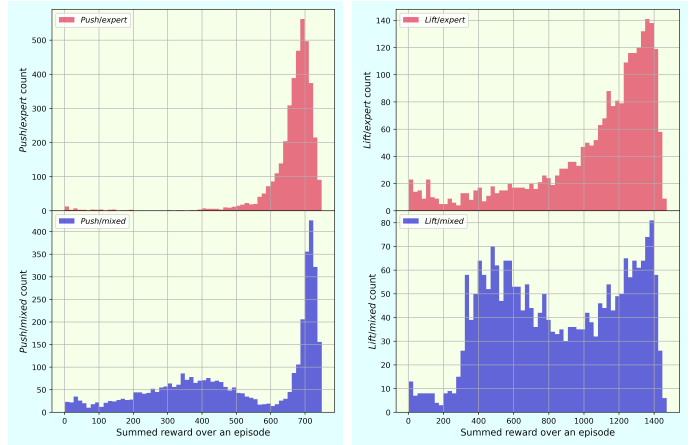 Push/expert
Push/expert count
500
400
300
200
100
0
Push/mixed
Push/mixed count
400
350
300
250
200
150
100
50
0
0 100 200 300 400 500 600 700
Summed reward over an episode
Lift/expert
Lift/expert count
140
120
100
80
60
40
20
0
Lift/mixed
Lift/mixed count
80
70
60
50
40
30
20
10
0
0 200 400 600 800 1000 1200 1400
Summed reward over an episode